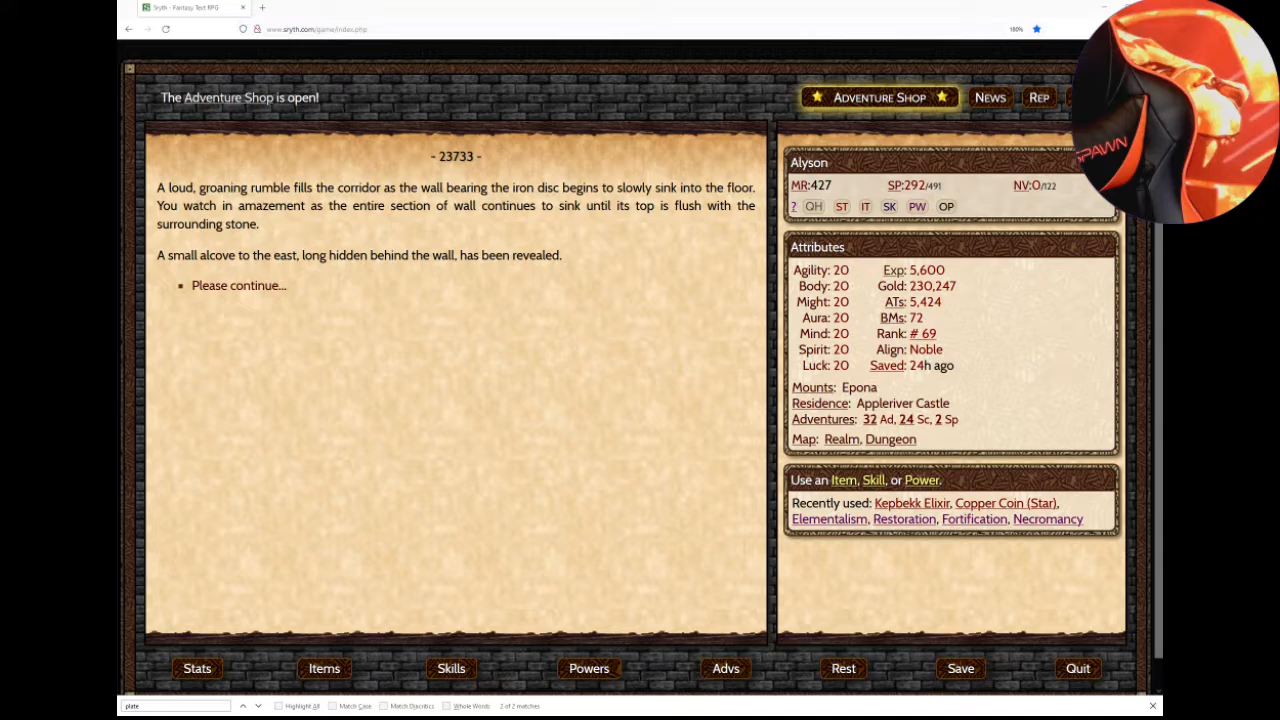 Sryth - Fantasy Text RPG
www.sryth.com/game/index.php
180%
The Adventure Shop is open!
Adventure Shop
News
Rep
- 23733 -
A loud, groaning rumble fills the corridor as the wall bearing the iron disc begins to slowly sink into the floor.
You watch in amazement as the entire section of wall continues to sink until its top is flush with the
surrounding stone.
A small alcove to the east, long hidden behind the wall, has been revealed.
Please continue...
Alyson
MR:427 SP:292/491 NV:0/122
? QH ST IT SK PW OP
Attributes
Agility: 20 Exp: 5,600
Body: 20 Gold: 230,247
Might: 20 ATs: 5,424
Aura: 20 BMs: 72
Mind: 20 Rank: # 69
Spirit: 20 Align: Noble
Luck: 20 Saved: 24h ago
Mounts: Epona
Residence: Appleriver Castle
Adventures: 32 Ad, 24 Sc, 2 Sp
Map: Realm, Dungeon
Use an Item, Skill, or Power.
Recently used: Kepbekk Elixir, Copper Coin (Star),
Elementalism, Restoration, Fortification, Necromancy
SPAWN
Stats Items Skills Powers Advs Rest Save Quit
plate Highlight All Match Case Match Diacritics Whole Words 2 of 2 matches